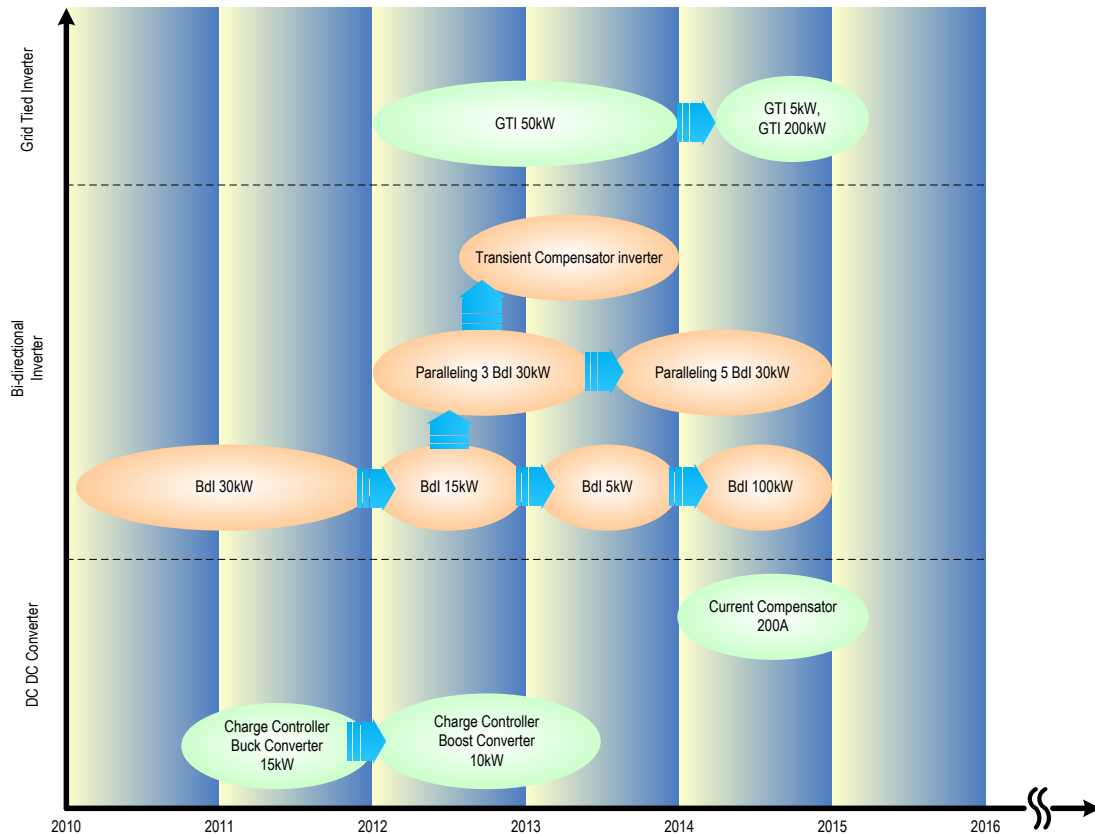 Grid Tied Inverter
GTI 50kW
GTI 5kW,
GTI 200kW
Bi-directional
Inverter
Transient Compensator inverter
Paralleling 3 BdI 30kW
Paralleling 5 BdI 30kW
BdI 30kW
BdI 15kW
BdI 5kW
BdI 100kW
DC DC Converter
Current Compensator
200A
Charge Controller
Buck Converter
15kW
Charge Controller
Boost Converter
10kW
2010
2011
2012
2013
2014
2015
2016